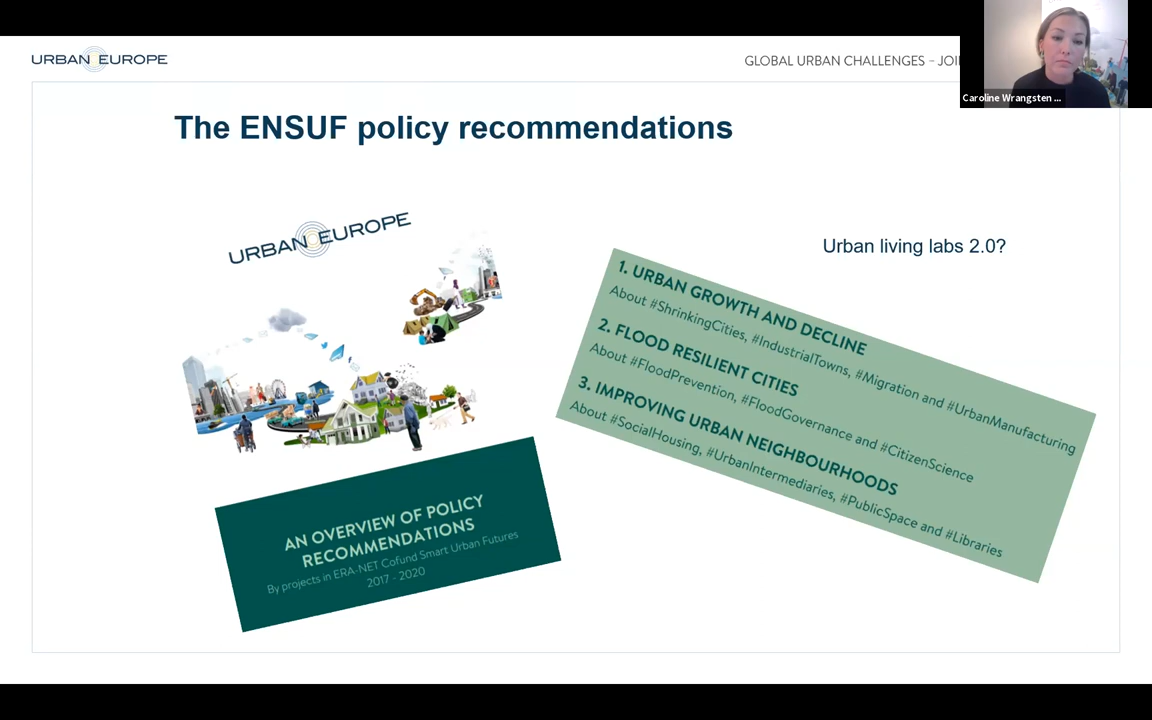 URBAN EUROPE
GLOBAL URBAN CHALLENGES – JOI
Caroline Wrangsten ...
The ENSUF policy recommendations
URBAN EUROPE
Urban living labs 2.0?
1. URBAN GROWTH AND DECLINE
About #ShrinkingCities, #IndustrialTowns, #Migration and #UrbanManufacturing
2. FLOOD RESILIENT CITIES
About #FloodPrevention, #FloodGovernance and #CitizenScience
3. IMPROVING URBAN NEIGHBOURHOODS
About #SocialHousing, #UrbanIntermediaries, #PublicSpace and #Libraries
AN OVERVIEW OF POLICY
RECOMMENDATIONS
By projects in ERA-NET Cofund Smart Urban Futures
2017 - 2020